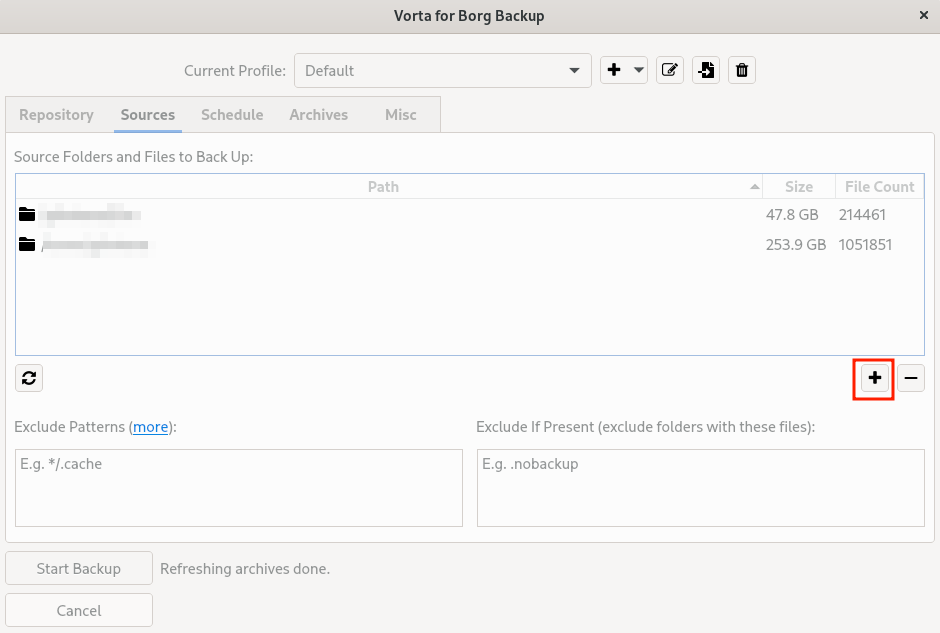 Vorta for Borg Backup
Current Profile: Default
Repository Sources Schedule Archives Misc
Source Folders and Files to Back Up:
Path Size File Count
47.8 GB 214461
253.9 GB 1051851
Exclude Patterns (more): Exclude If Present (exclude folders with these files):
E.g. */.cache E.g. .nobackup
Start Backup Refreshing archives done.
Cancel